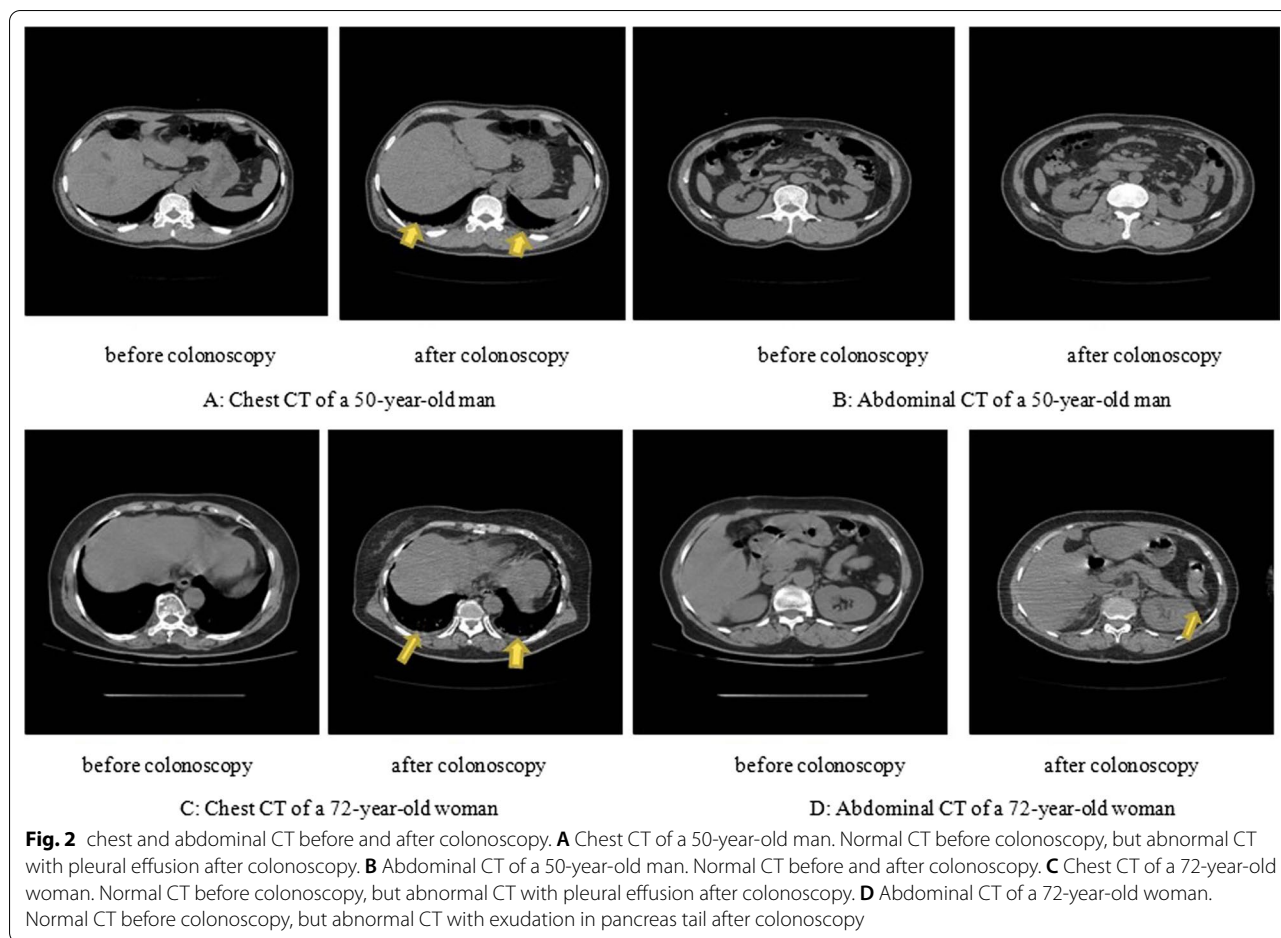 before colonoscopy after colonoscopy before colonoscopy after colonoscopy
A: Chest CT of a 50-year-old man B: Abdominal CT of a 50-year-old man
before colonoscopy after colonoscopy before colonoscopy after colonoscopy
C: Chest CT of a 72-year-old woman D: Abdominal CT of a 72-year-old woman
Fig. 2 chest and abdominal CT before and after colonoscopy. A Chest CT of a 50-year-old man. Normal CT before colonoscopy, but abnormal CT
with pleural effusion after colonoscopy. B Abdominal CT of a 50-year-old man. Normal CT before and after colonoscopy. C Chest CT of a 72-year-old
woman. Normal CT before colonoscopy, but abnormal CT with pleural effusion after colonoscopy. D Abdominal CT of a 72-year-old woman.
Normal CT before colonoscopy, but abnormal CT with exudation in pancreas tail after colonoscopy